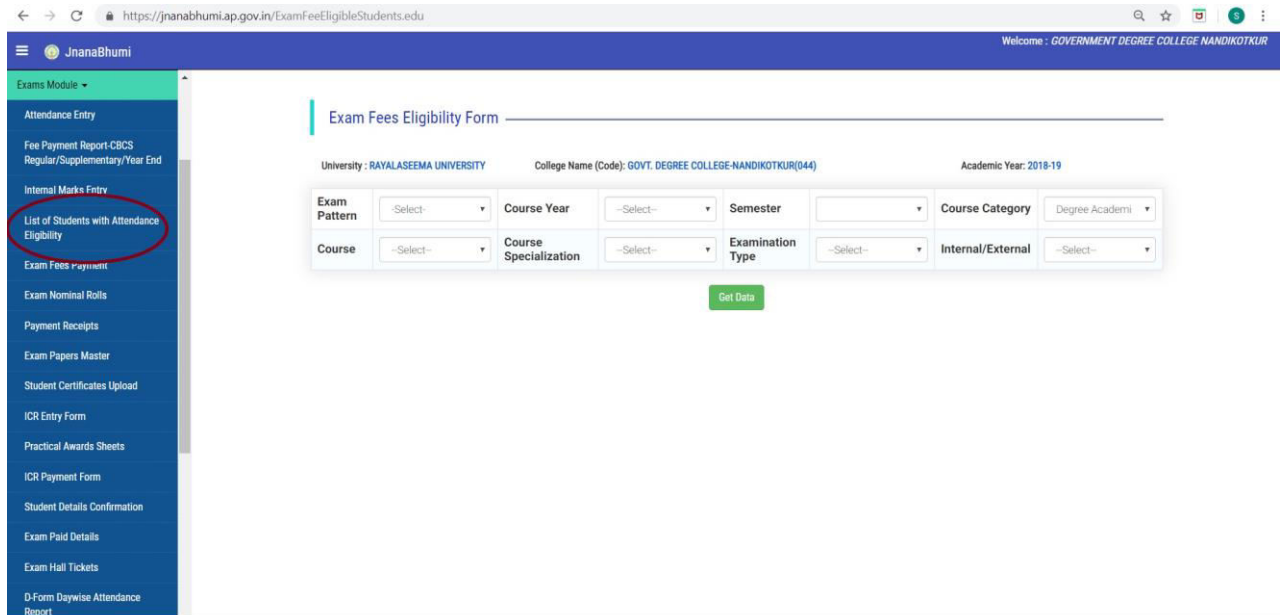 https://jnanabhumi.ap.gov.in/ExamFeeEligibleStudents.edu
S
JnanaBhumi
Welcome : GOVERNMENT DEGREE COLLEGE NANDIKOTKUR
Exams Module
Attendance Entry
Fee Payment Report-CBCS
Regular/Supplementary/Year End
Internal Marks Entry
List of Students with Attendance
Eligibility
Exam Fees Payment
Exam Nominal Rolls
Payment Receipts
Exam Papers Master
Student Certificates Upload
ICR Entry Form
Practical Awards Sheets
ICR Payment Form
Student Details Confirmation
Exam Paid Details
Exam Hall Tickets
D-Form Daywise Attendance
Report
Exam Fees Eligibility Form
University : RAYALASEEMA UNIVERSITY College Name (Code): GOVT. DEGREE COLLEGE-NANDIKOTKUR(044) Academic Year: 2018-19
Exam Pattern -Select- Course Year --Select-- Semester Course Category Degree Academi
Course --Select-- Course Specialization --Select-- Examination Type --Select-- Internal/External --Select--
Get Data